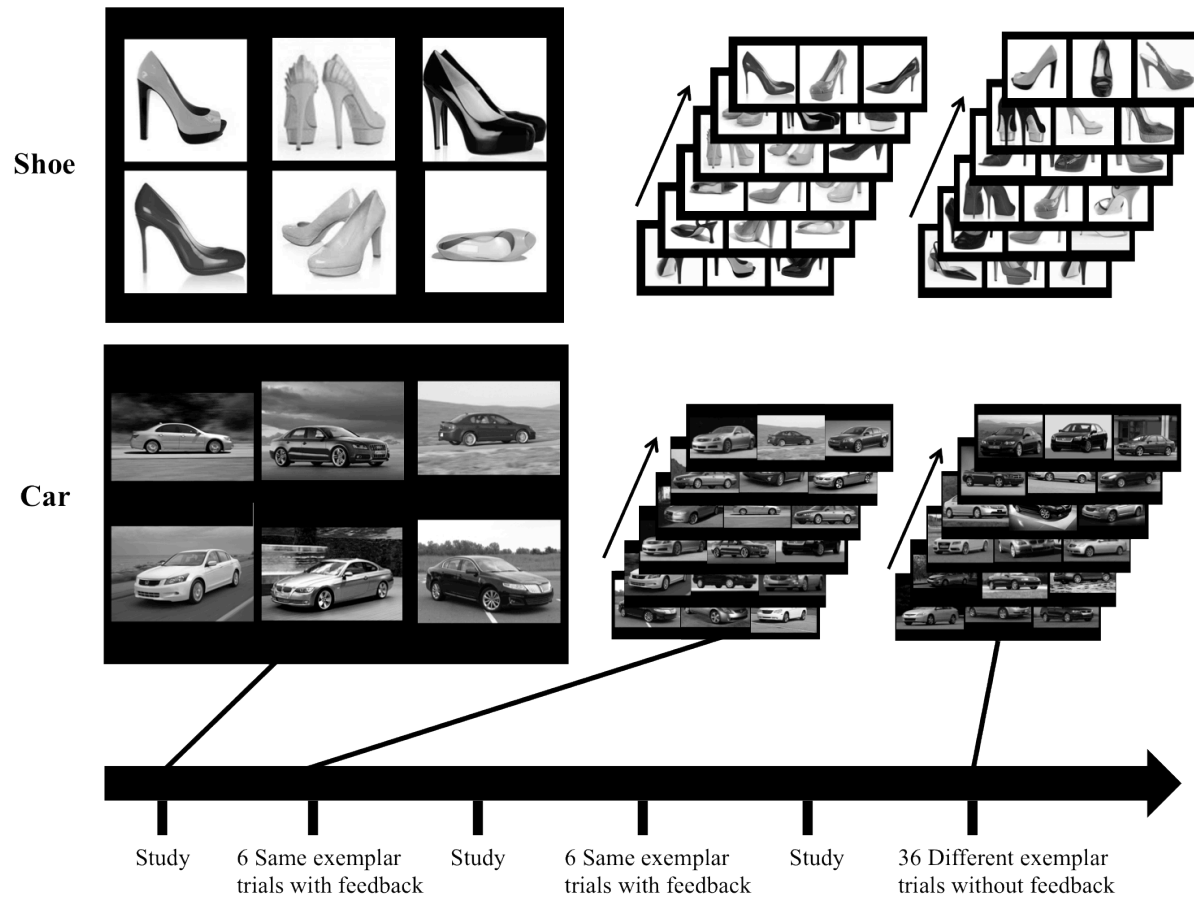 Shoe
Car
Study
6 Same exemplar
trials with feedback
Study
6 Same exemplar
trials with feedback
Study
36 Different exemplar
trials without feedback